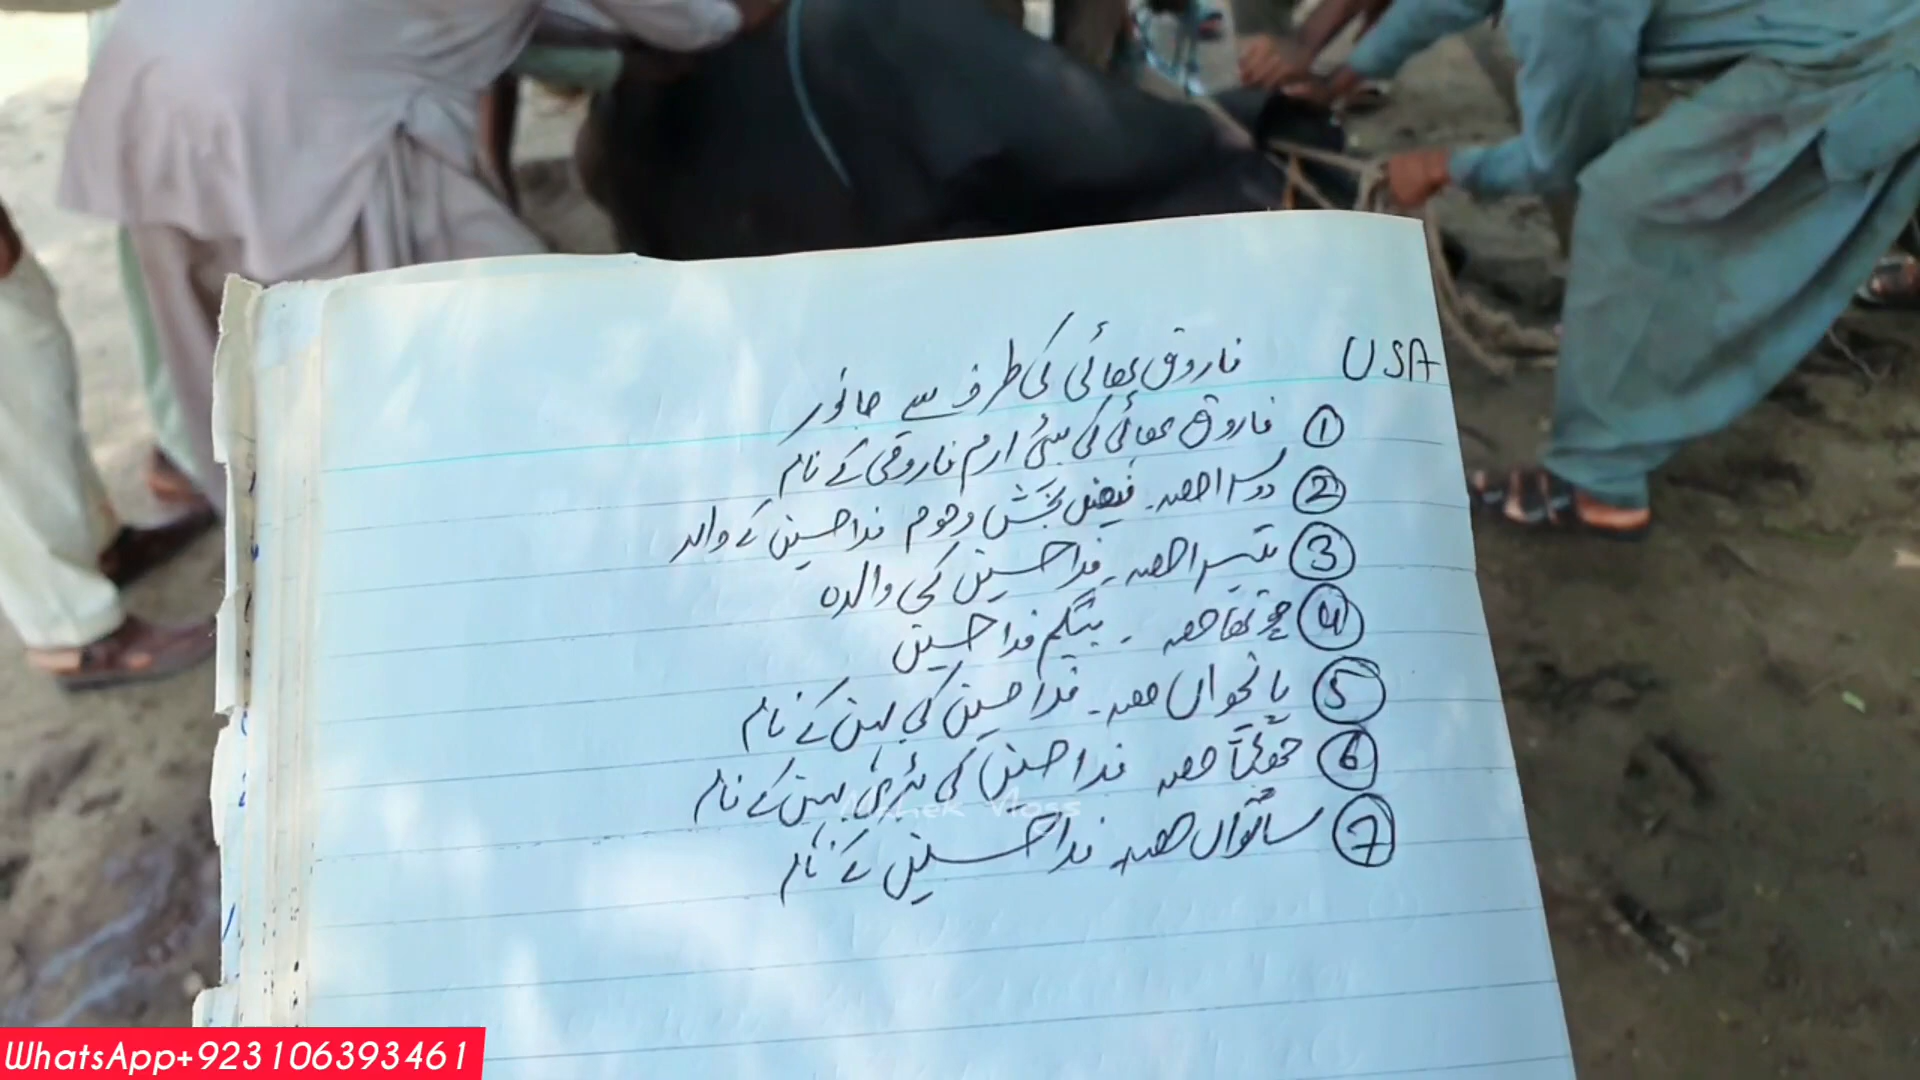 USA فاروق بھائی کی طرف سے جانور
① فاروق بھائی کی بیٹی ارم فاروقی کے نام
② دوسرا حصہ۔ فیض بخش مرحوم فدا حسین کے والد
③ تیسرا حصہ۔ فدا حسین کی والدہ
④ چوتھا حصہ ۔ بیگم فدا حسین
⑤ پانچواں حصہ۔ فدا حسین کی بہن کے نام
⑥ چھٹا حصہ فدا حسین کی بڑی بہن کے نام
⑦ ساتواں حصہ فدا حسین کے نام
WhatsApp+923106393461